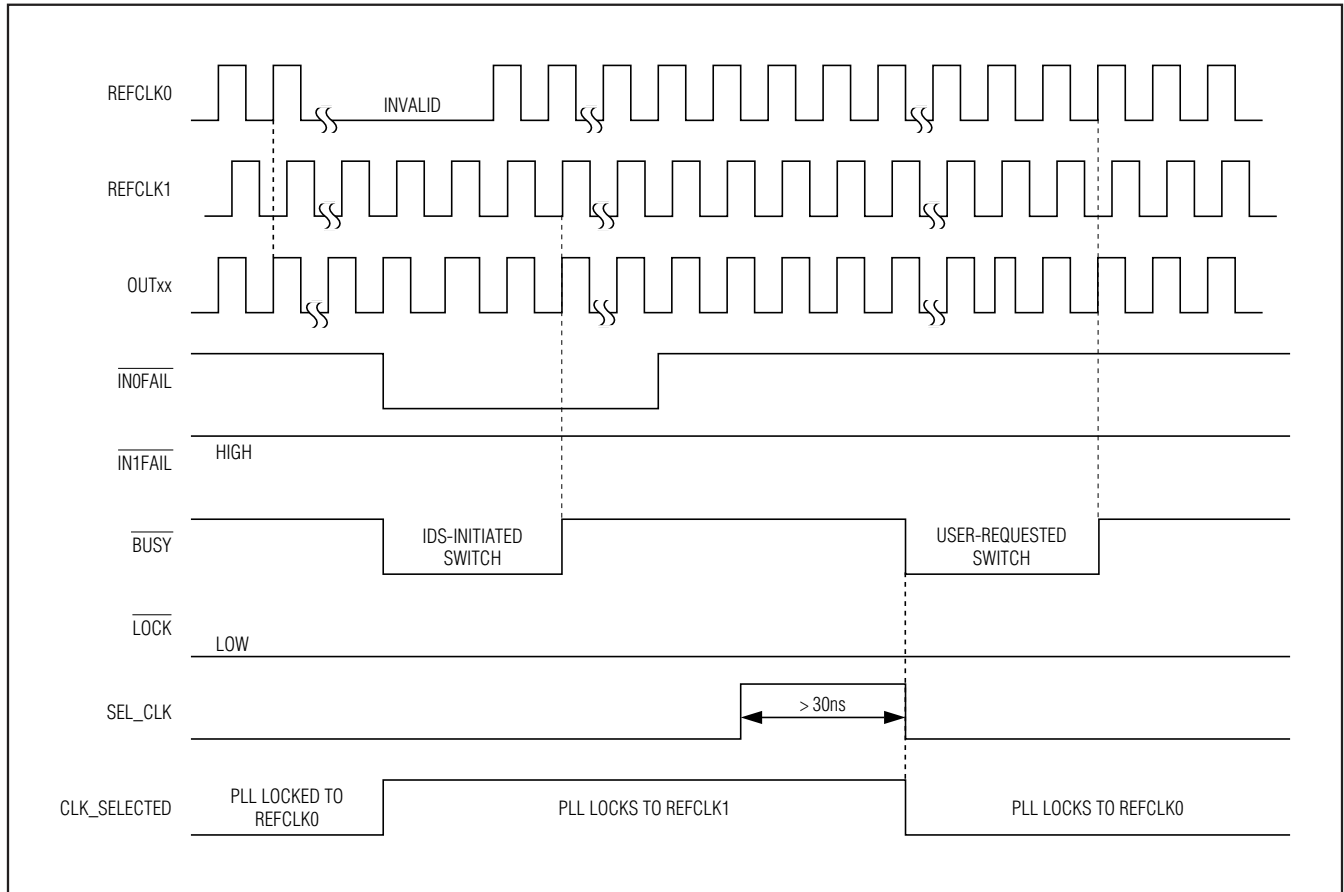 REFCLK0
INVALID
REFCLK1
OUTxx
IN0FAIL
IN1FAIL
HIGH
BUSY
IDS-INITIATED
SWITCH
USER-REQUESTED
SWITCH
LOCK
LOW
SEL_CLK
> 30ns
CLK_SELECTED
PLL LOCKED TO
REFCLK0
PLL LOCKS TO REFCLK1
PLL LOCKS TO REFCLK0